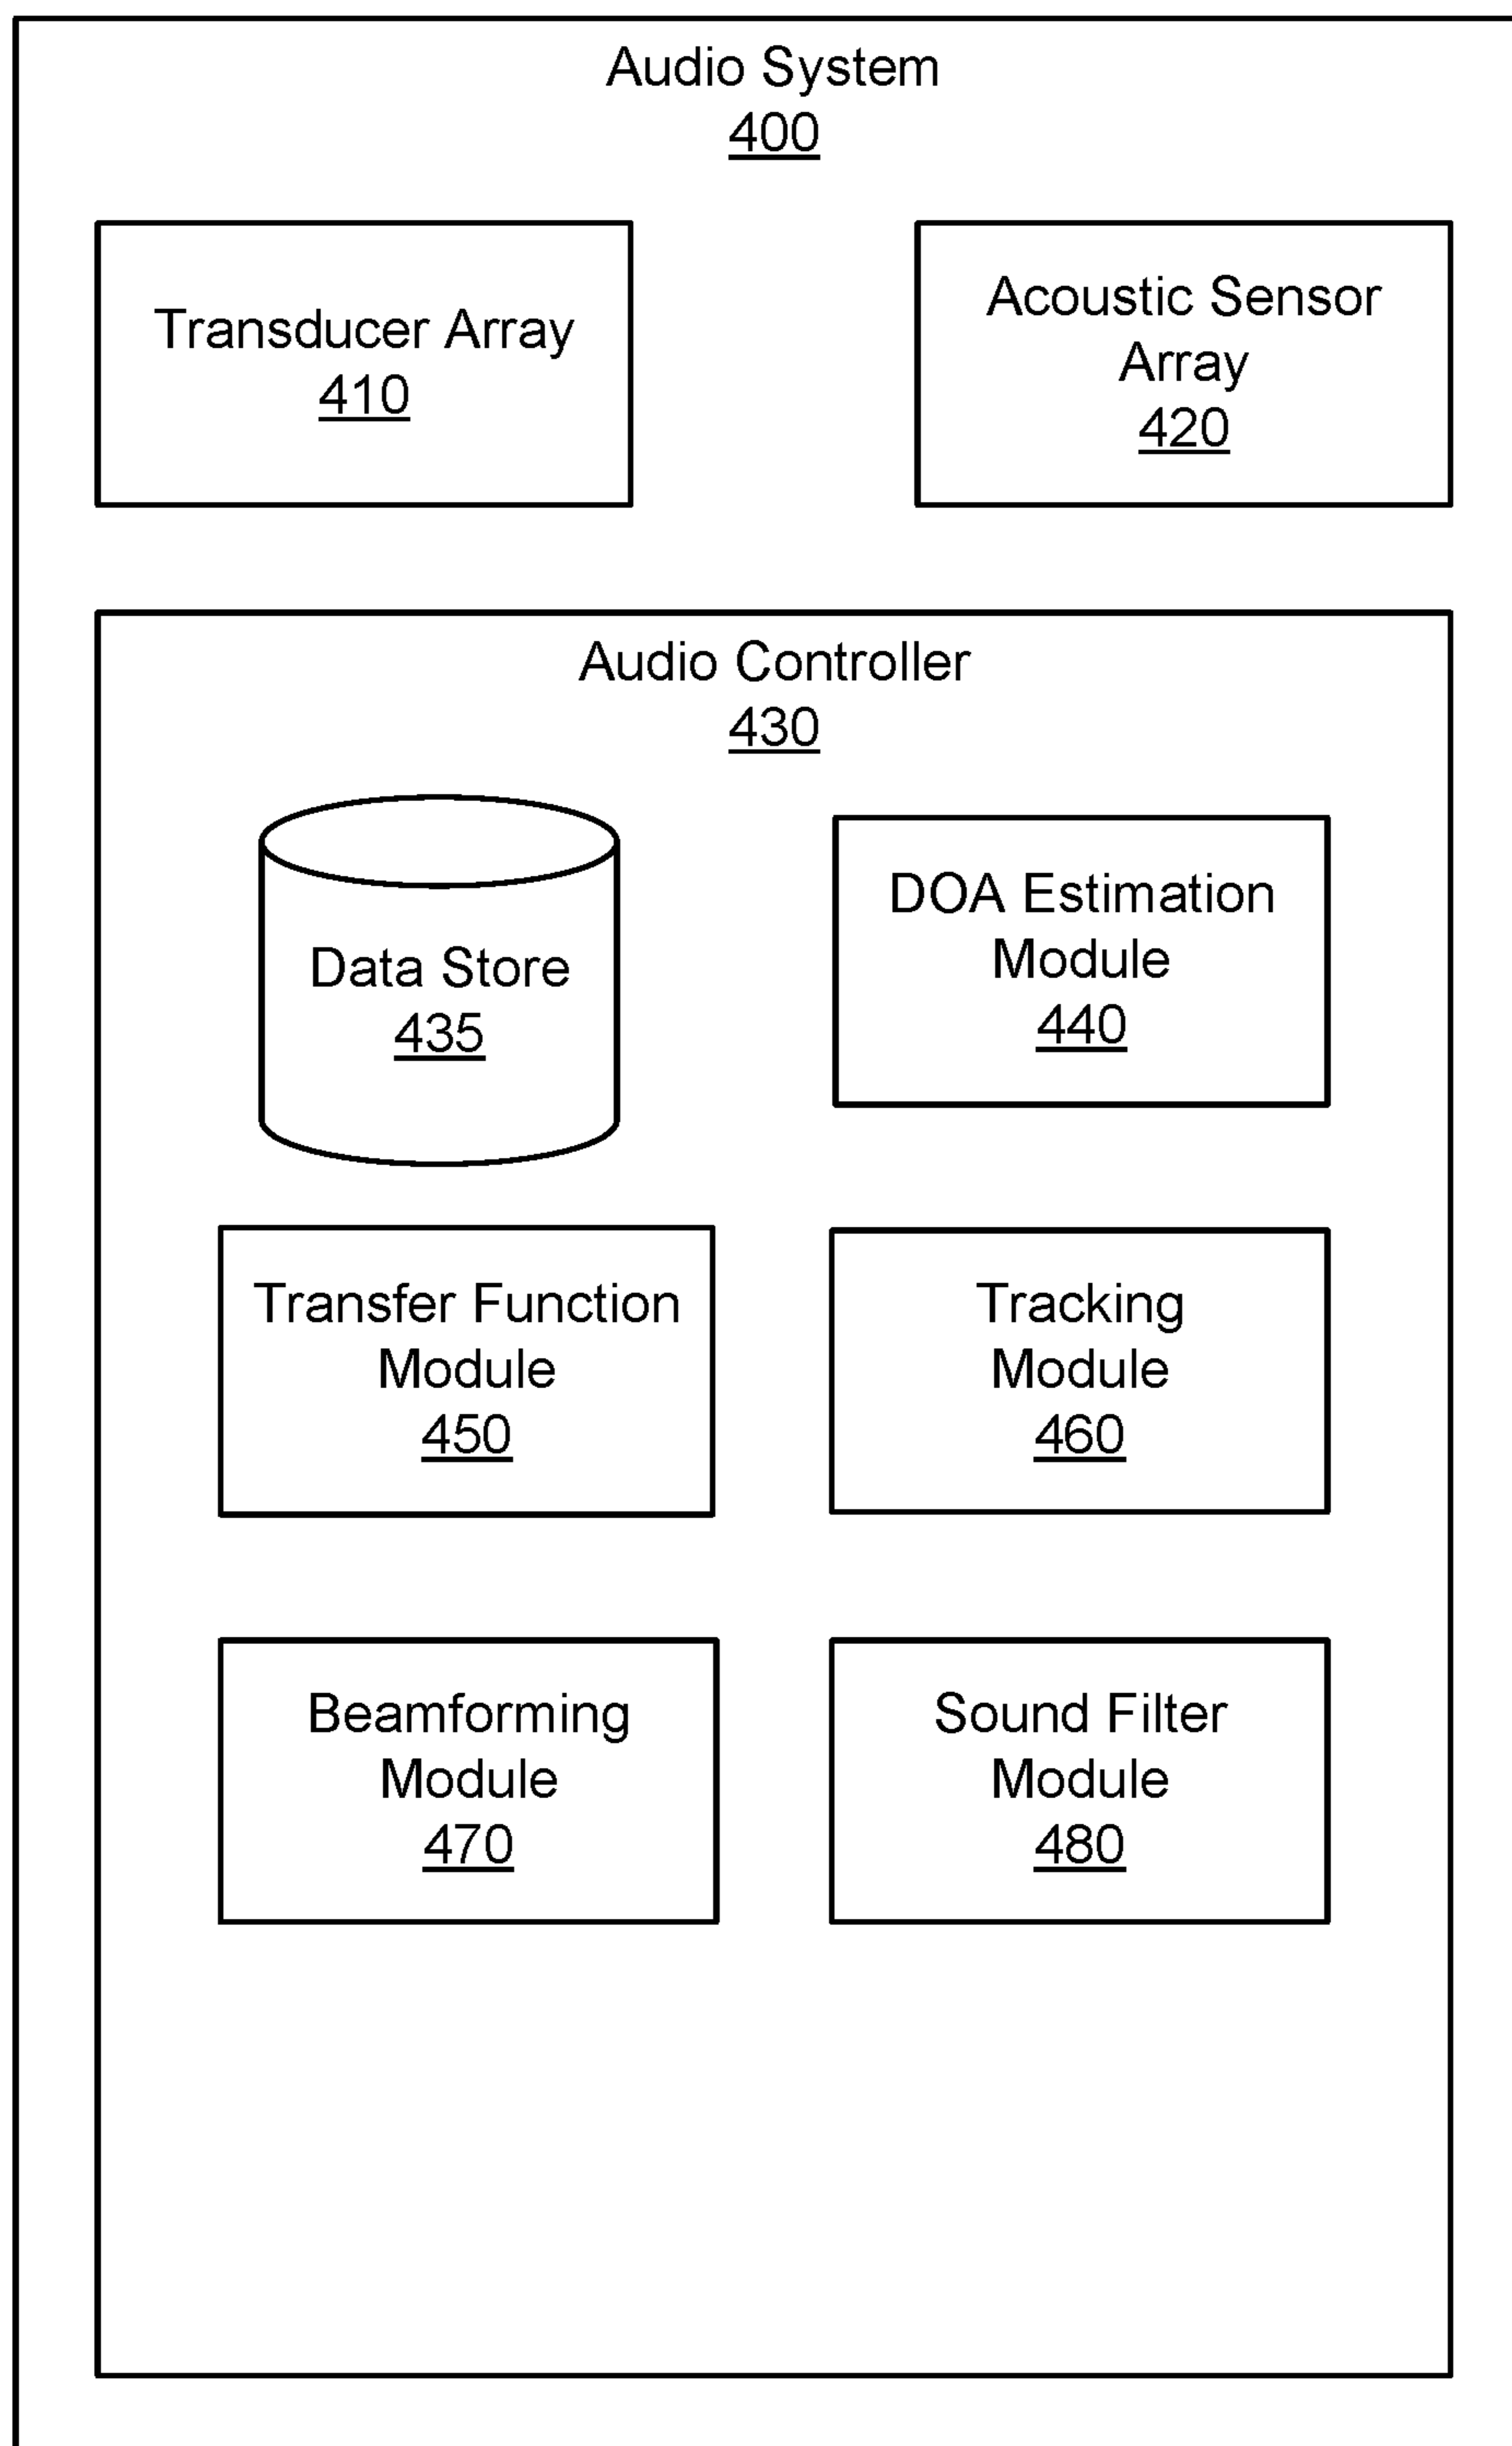 Audio System
400
Transducer Array
410
Acoustic Sensor
Array
420
Audio Controller
430
Data Store
435
DOA Estimation
Module
440
Transfer Function
Module
450
Tracking
Module
460
Beamforming
Module
470
Sound Filter
Module
480